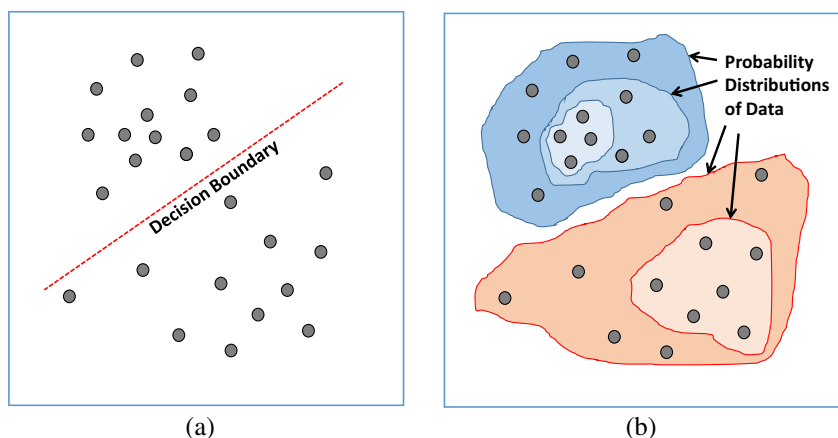 Decision Boundary
Probability
Distributions
of Data
(a)
(b)